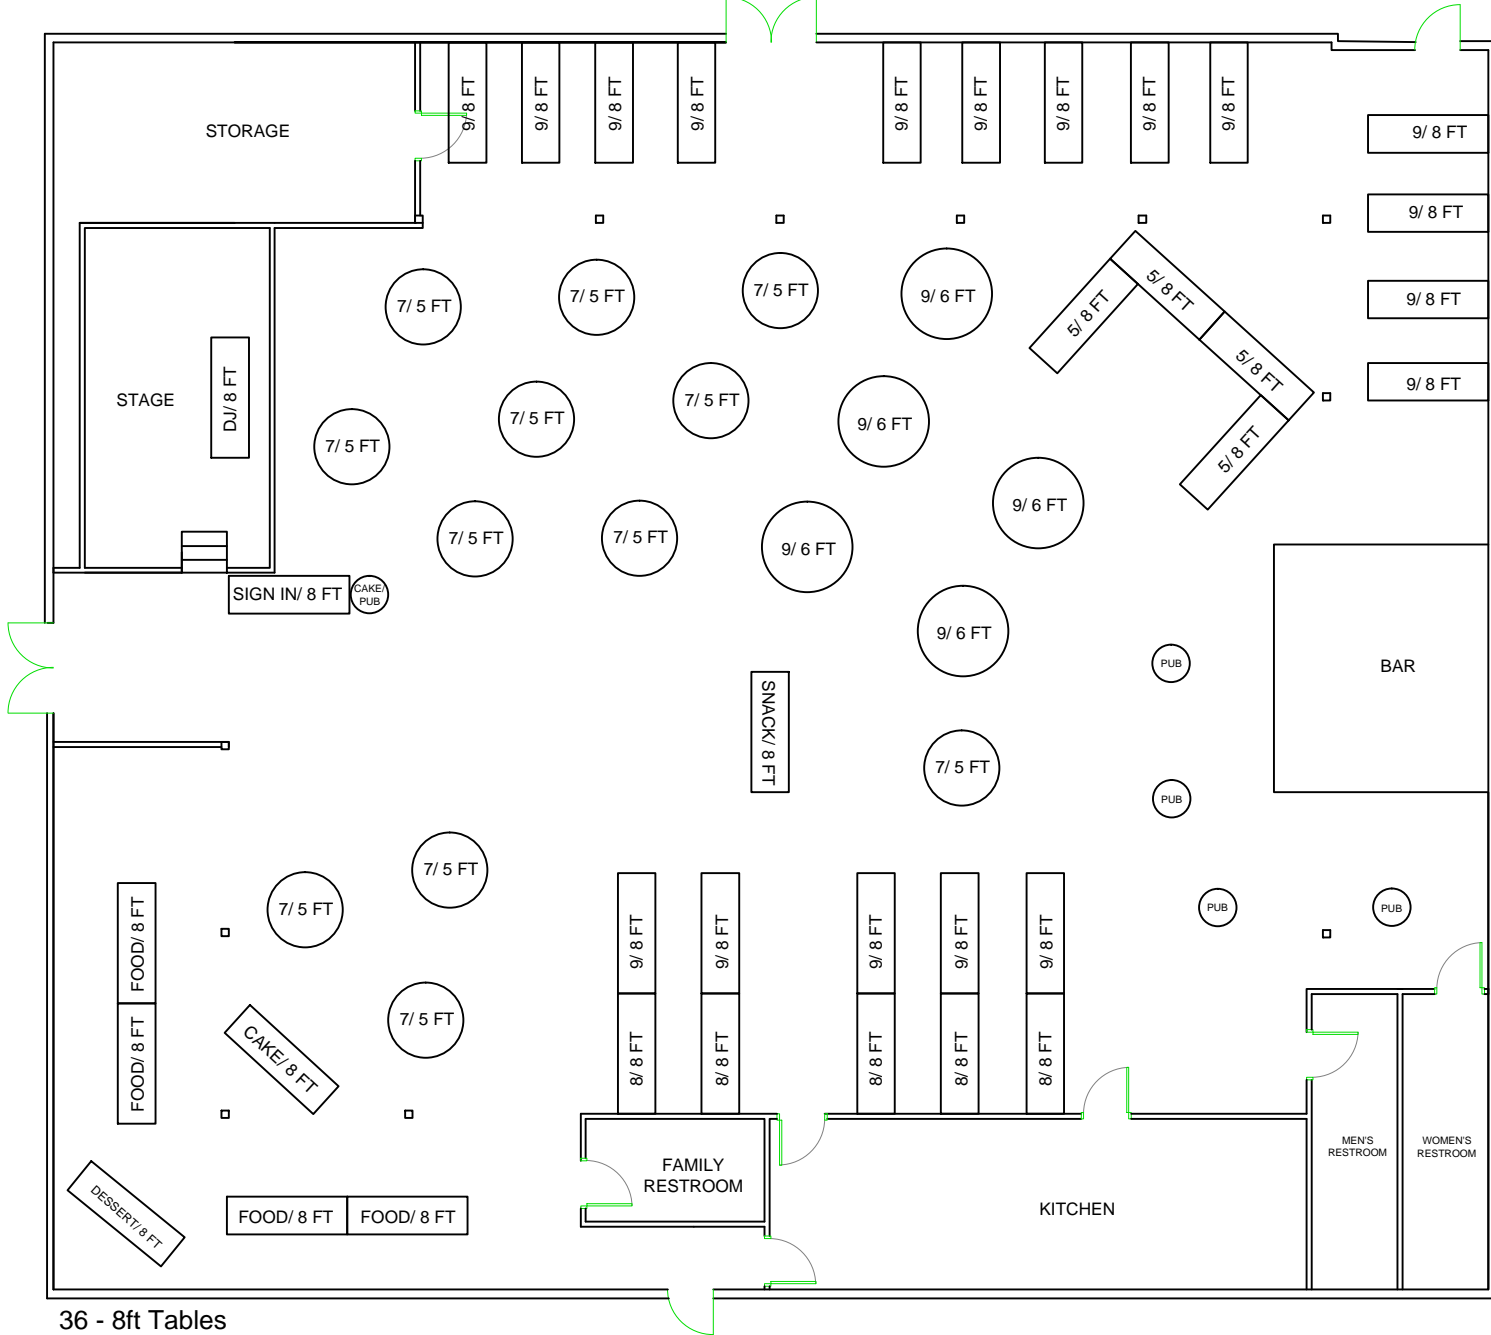 9/ 8 FT
9/ 8 FT
9/ 8 FT
9/ 8 FT
9/ 8 FT
9/ 8 FT
9/ 8 FT
9/ 8 FT
9/ 8 FT
STORAGE
9/ 8 FT
9/ 8 FT
9/ 8 FT
9/ 8 FT
7/ 5 FT
7/ 5 FT
7/ 5 FT
9/ 6 FT
5/ 8 FT
5/ 8 FT
5/ 8 FT
5/ 8 FT
STAGE
DJ/ 8 FT
7/ 5 FT
7/ 5 FT
7/ 5 FT
9/ 6 FT
9/ 6 FT
7/ 5 FT
7/ 5 FT
9/ 6 FT
SIGN IN/ 8 FT
CAKE/
PUB
9/ 6 FT
PUB
BAR
SNACK/ 8 FT
7/ 5 FT
PUB
7/ 5 FT
7/ 5 FT
PUB
PUB
FOOD/ 8 FT
FOOD/ 8 FT
9/ 8 FT
9/ 8 FT
9/ 8 FT
9/ 8 FT
9/ 8 FT
7/ 5 FT
CAKE/ 8 FT
8/ 8 FT
8/ 8 FT
8/ 8 FT
8/ 8 FT
8/ 8 FT
MEN'S
RESTROOM
WOMEN'S
RESTROOM
FAMILY
RESTROOM
KITCHEN
DESSERT/ 8 FT
FOOD/ 8 FT
FOOD/ 8 FT
36 - 8ft Tables